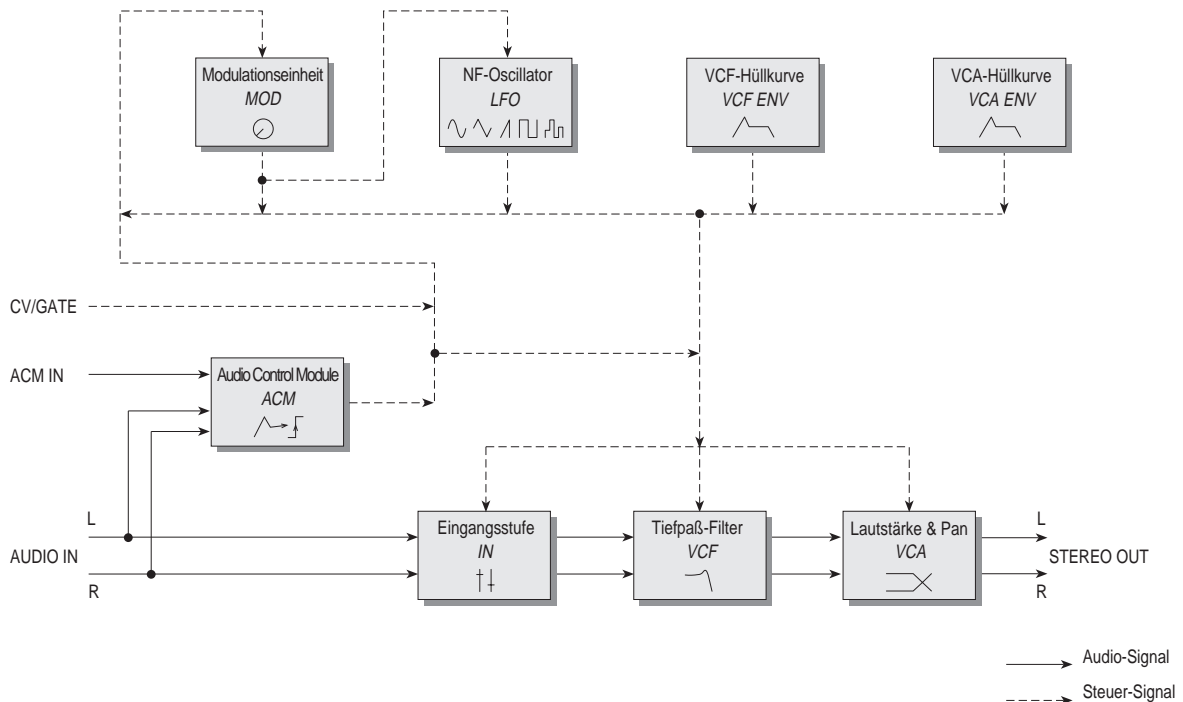 Modulationseinheit
MOD
NF-Oscillator
LFO
VCF-Hüllkurve
VCF ENV
VCA-Hüllkurve
VCA ENV
CV/GATE
ACM IN
Audio Control Module
ACM
L
AUDIO IN
R
Eingangsstufe
IN
Tiefpaß-Filter
VCF
Lautstärke & Pan
VCA
L
STEREO OUT
R
Audio-Signal
Steuer-Signal